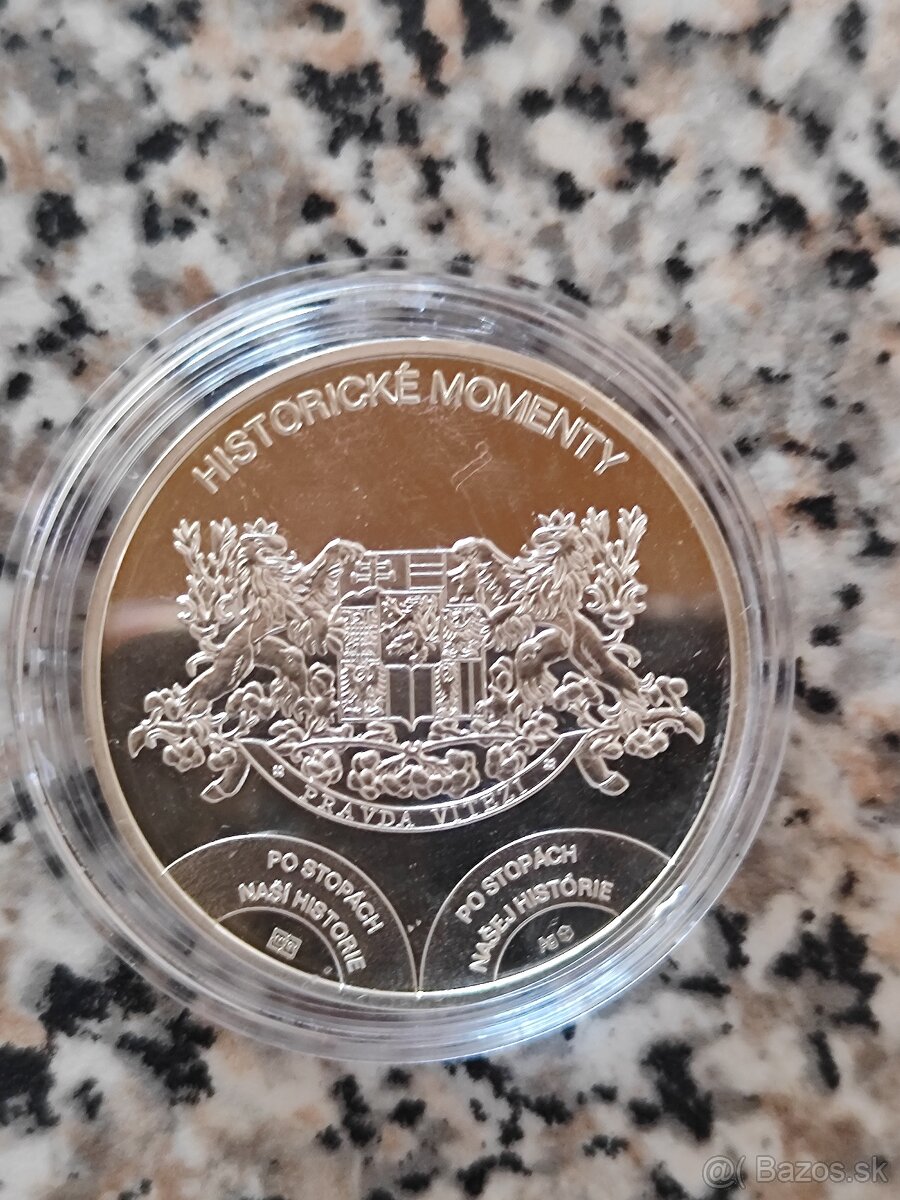 HISTORICKÉ MOMENTY
PRAVDA VÍTĚZÍ
PO STOPÁCH
NAŠÍ HISTORIE
PO STOPÁCH
NAŠEJ HISTÓRIE
@( Bazos.sk